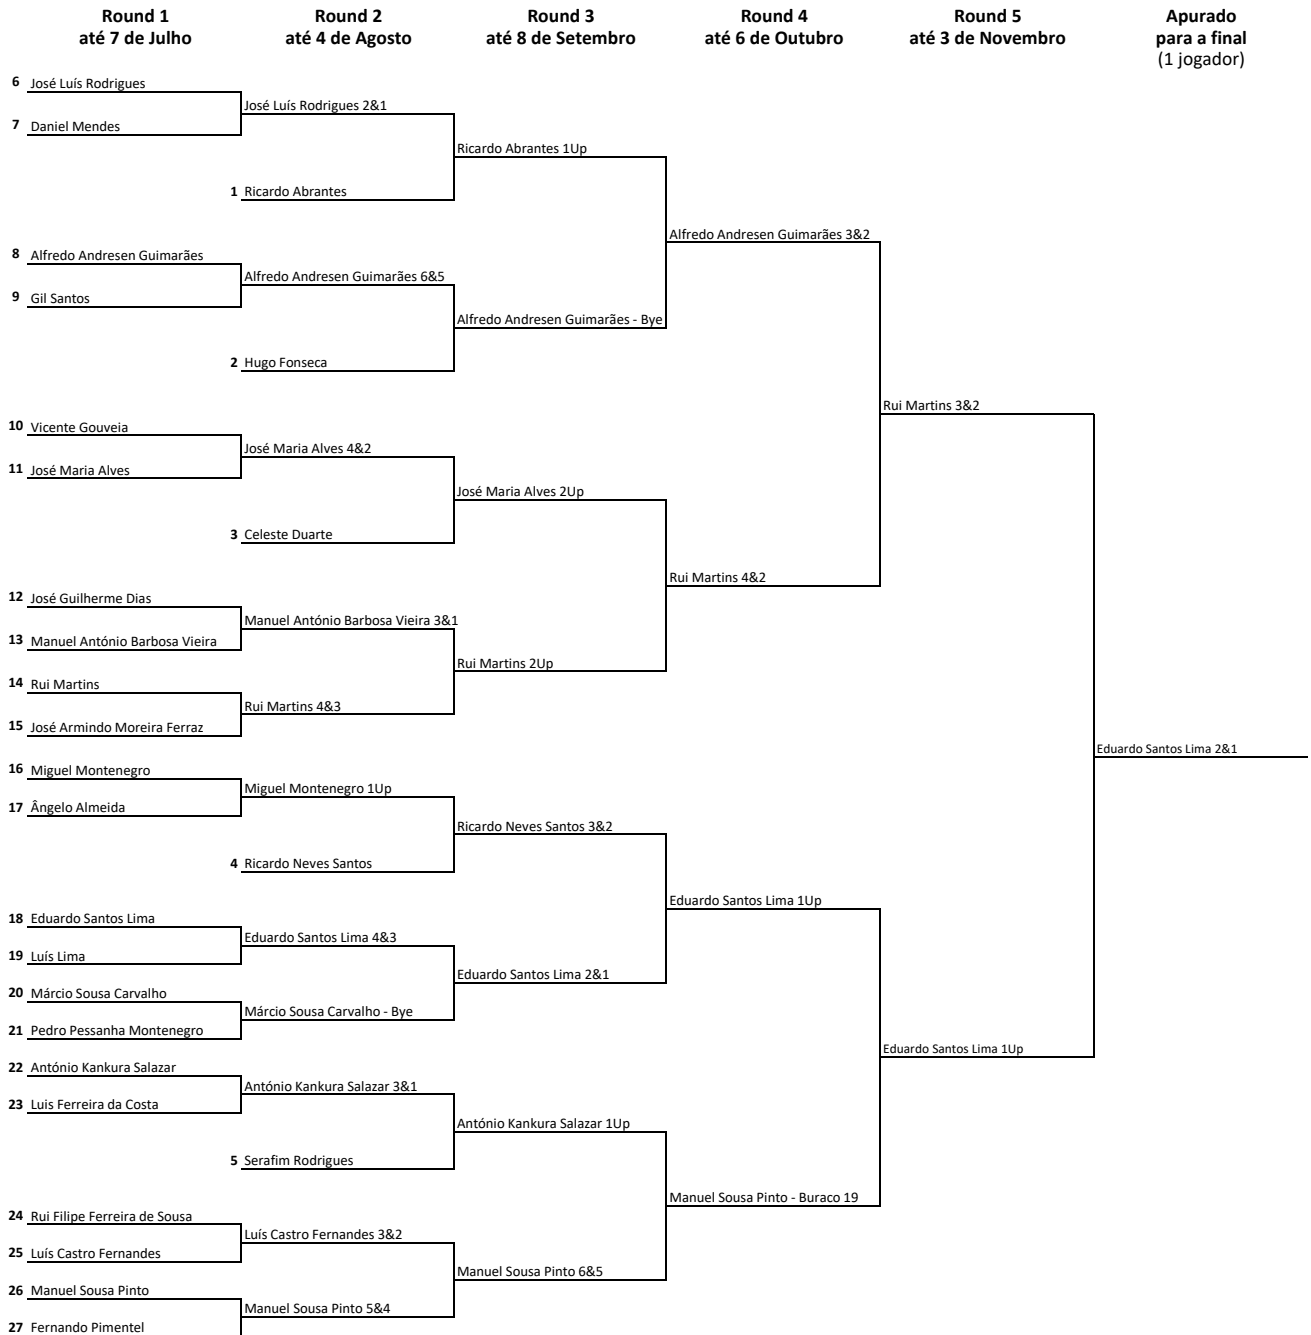 Round 1
até 7 de Julho
Round 2
até 4 de Agosto
Round 3
até 8 de Setembro
Round 4
até 6 de Outubro
Round 5
até 3 de Novembro
Apurado
para a final
(1 jogador)
6 José Luís Rodrigues
José Luís Rodrigues 2&1
7 Daniel Mendes
Ricardo Abrantes 1Up
1 Ricardo Abrantes
Alfredo Andresen Guimarães 3&2
8 Alfredo Andresen Guimarães
Alfredo Andresen Guimarães 6&5
9 Gil Santos
Alfredo Andresen Guimarães - Bye
2 Hugo Fonseca
Rui Martins 3&2
10 Vicente Gouveia
José Maria Alves 4&2
11 José Maria Alves
José Maria Alves 2Up
3 Celeste Duarte
Rui Martins 4&2
12 José Guilherme Dias
Manuel António Barbosa Vieira 3&1
13 Manuel António Barbosa Vieira
Rui Martins 2Up
14 Rui Martins
Rui Martins 4&3
15 José Armindo Moreira Ferraz
Eduardo Santos Lima 2&1
16 Miguel Montenegro
Miguel Montenegro 1Up
17 Ângelo Almeida
Ricardo Neves Santos 3&2
4 Ricardo Neves Santos
Eduardo Santos Lima 1Up
18 Eduardo Santos Lima
Eduardo Santos Lima 4&3
19 Luís Lima
Eduardo Santos Lima 2&1
20 Márcio Sousa Carvalho
Márcio Sousa Carvalho - Bye
21 Pedro Pessanha Montenegro
Eduardo Santos Lima 1Up
22 António Kankura Salazar
António Kankura Salazar 3&1
23 Luis Ferreira da Costa
António Kankura Salazar 1Up
5 Serafim Rodrigues
Manuel Sousa Pinto - Buraco 19
24 Rui Filipe Ferreira de Sousa
Luís Castro Fernandes 3&2
25 Luís Castro Fernandes
Manuel Sousa Pinto 6&5
26 Manuel Sousa Pinto
Manuel Sousa Pinto 5&4
27 Fernando Pimentel